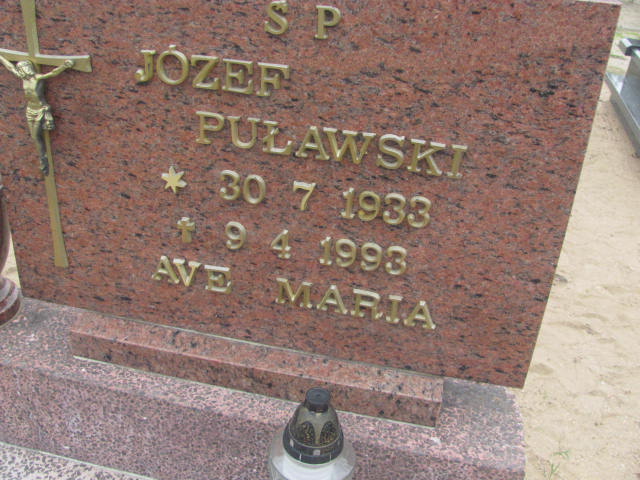 Ś P
JÓZEF
PUŁAWSKI
30 7 1933
9 4 1993
AVE MARIA